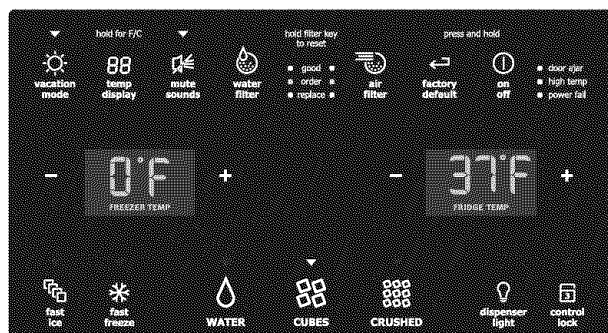 hold for F/C
hold filter key
to reset
press and hold
vacation
mode
88
temp
display
mute
sounds
water
filter
good
order
replace
air
filter
factory
default
on
off
door ajar
high temp
power fail
0°F
FREEZER TEMP
37°F
FRIDGE TEMP
fast
ice
fast
freeze
WATER
CUBES
CRUSHED
dispenser
light
3
control
lock